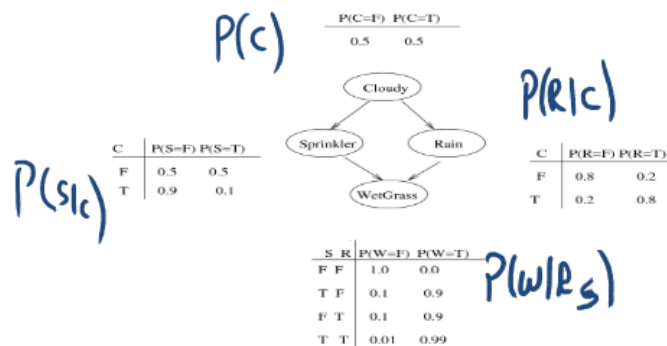 P(C)
P(C=F) P(C=T)
0.5 0.5
Cloudy
P(R|C)
Sprinkler
Rain
C P(S=F) P(S=T)
F 0.5 0.5
T 0.9 0.1
P(S|C)
C P(R=F) P(R=T)
F 0.8 0.2
T 0.2 0.8
WetGrass
S R P(W=F) P(W=T)
F F 1.0 0.0
T F 0.1 0.9
F T 0.1 0.9
T T 0.01 0.99
P(W|R,S)